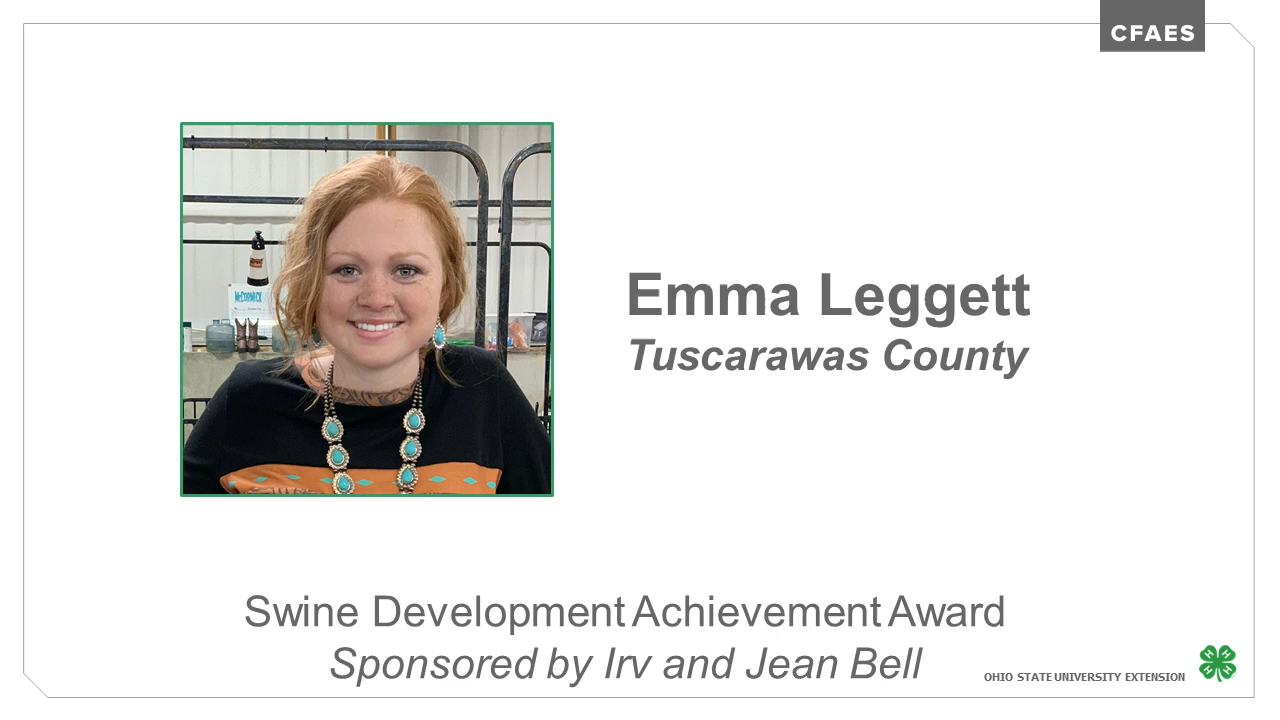 CFAES
McCORMICK
Emma Leggett
Tuscarawas County
Swine Development Achievement Award
Sponsored by Irv and Jean Bell
OHIO STATE UNIVERSITY EXTENSION
H H
H H